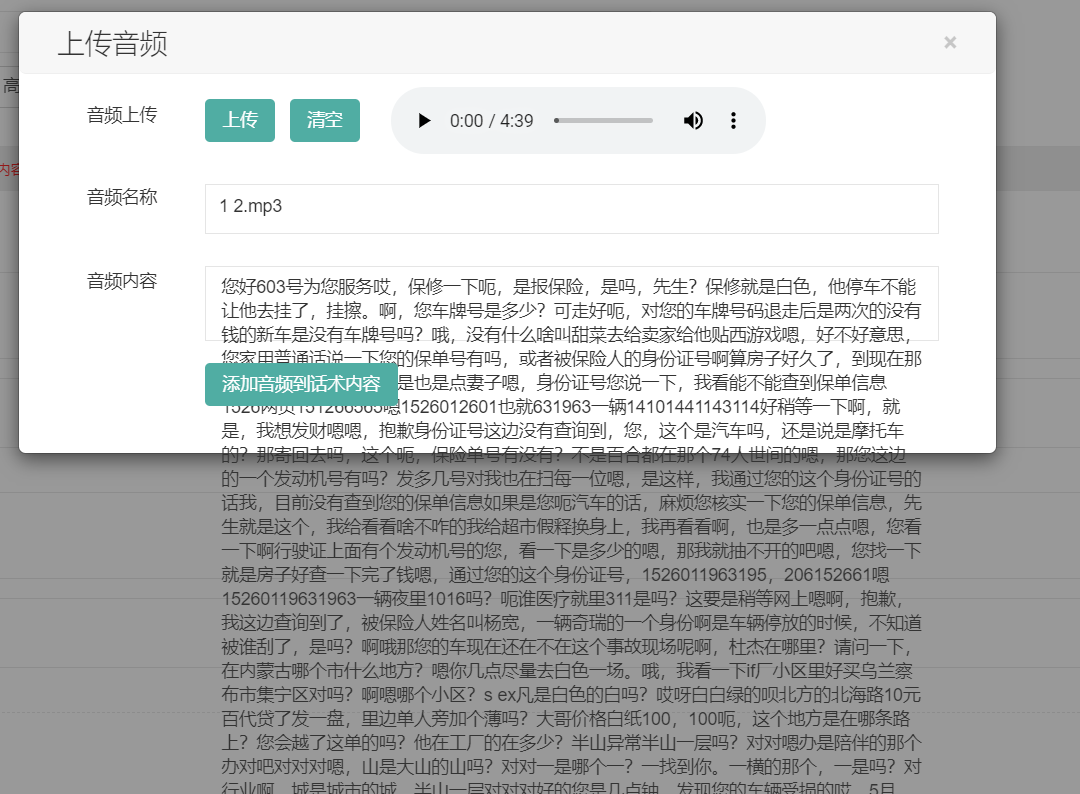 上传音频
×
高
音频上传
上传
清空
0:00 / 4:39
内容
音频名称
1 2.mp3
音频内容
您好603号为您服务哎，保修一下呃，是报保险，是吗，先生？保修就是白色，他停车不能
让他去挂了，挂擦。啊，您车牌号是多少？可走好呃，对您的车牌号码退走后是两次的没有
钱的新车是没有车牌号吗？哦，没有什么啥叫甜菜去给卖家给他贴西游戏嗯，好不好意思，
您家用普通话说一下您的保单号有吗，或者被保险人的身份证号啊算房子好久了，到现在那
添加音频到话术内容
是也是点妻子嗯，身份证号您说一下，我看能不能查到保单信息
1526网页151266565嗯1526012601也就631963一辆14101441143114好稍等一下啊，就
是，我想发财嗯嗯，抱歉身份证号这边没有查询到，您，这个是汽车吗，还是说是摩托车
的？那寄回去吗，这个呃，保险单号有没有？不是百合都在那个74人世间的嗯，那您这边
的一个发动机号有吗？发多几号对我也在扫每一位嗯，是这样，我通过您的这个身份证号的
话我，目前没有查到您的保单信息如果是您呃汽车的话，麻烦您核实一下您的保单信息，先
生就是这个，我给看看啥不咋的我给超市假释换身上，我再看看啊，也是多一点点嗯，您看
一下啊行驶证上面有个发动机号的您，看一下是多少的嗯，那我就抽不开的吧嗯，您找一下
就是房子好查一下完了钱嗯，通过您的这个身份证号，1526011963195，206152661嗯
15260119631963一辆夜里1016吗？呃谁医疗就里311是吗？这要是稍等网上嗯啊，抱歉，
我这边查询到了，被保险人姓名叫杨宽，一辆奇瑞的一个身份啊是车辆停放的时候，不知道
被谁刮了，是吗？啊哦那您的车现在还在不在这个事故现场呢啊，杜杰在哪里？请问一下，
在内蒙古哪个市什么地方？嗯你几点尽量去白色一场。哦，我看一下if厂小区里好买乌兰察
布市集宁区对吗？啊嗯哪个小区？s ex凡是白色的白吗？哎呀白白绿的呗北方的北海路10元
百代贷了发一盘，里边单人旁加个薄吗？大哥价格白纸100，100呃，这个地方是在哪条路
上？您会越了这单的吗？他在工厂的在多少？半山异常半山一层吗？对对嗯办是陪伴的那个
办对吧对对对嗯，山是大山的山吗？对对一是哪个一？一找到你。一横的那个，一是吗？对
行业啊，城是城市的城，半山一层对对对好的您是几点钟，发现您的车辆受损的哎，5月